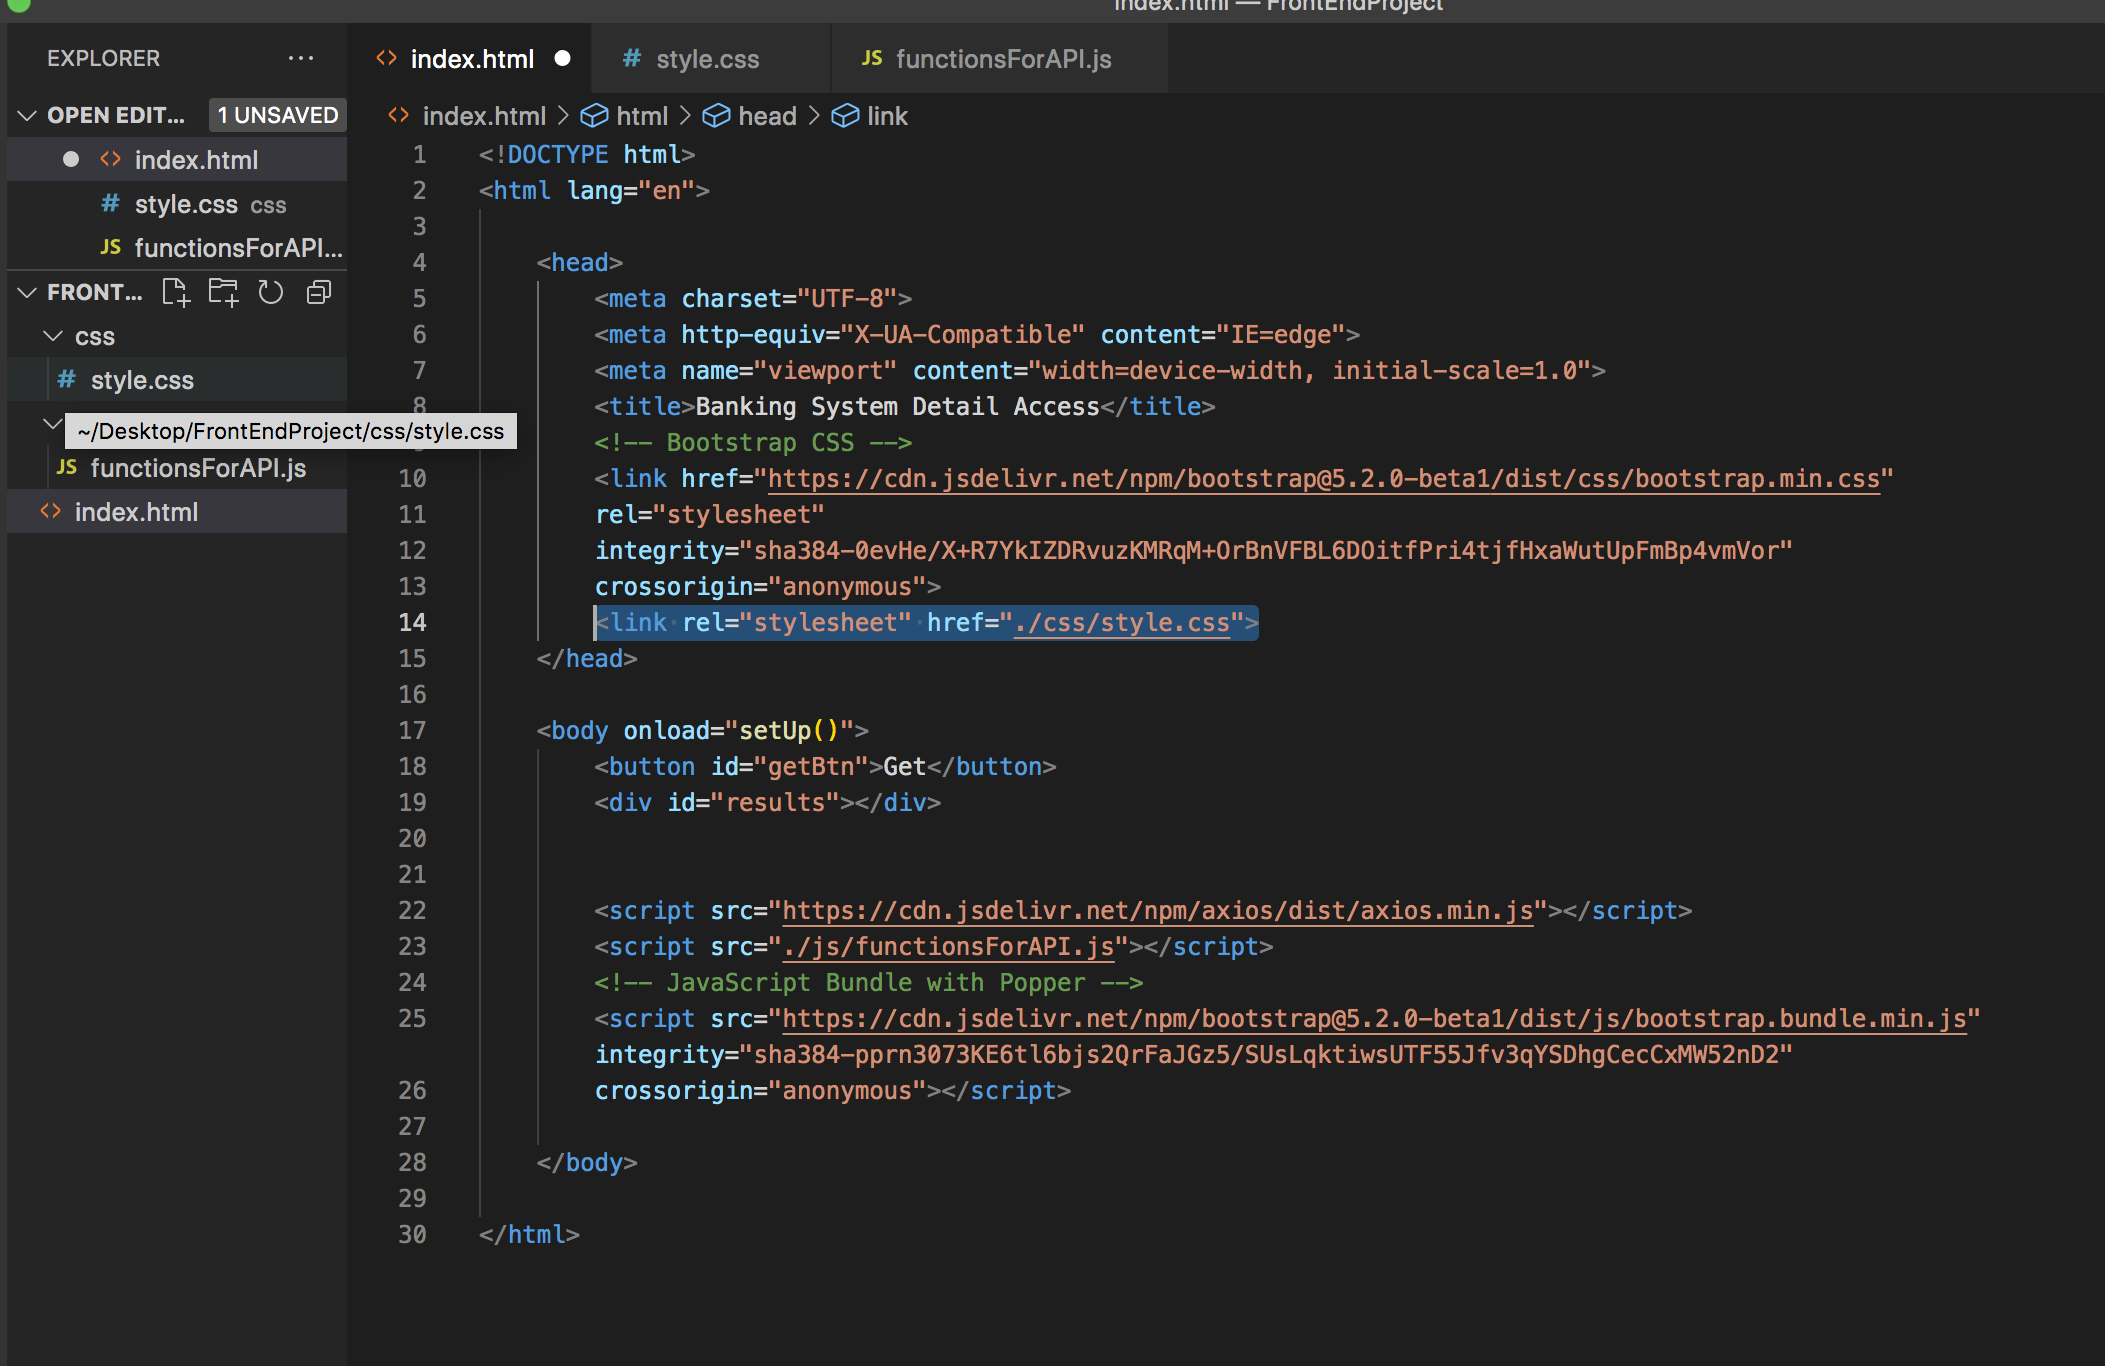 index.html — FrontEndProject
EXPLORER
OPEN EDIT... 1 UNSAVED
index.html
# style.css css
JS functionsForAPI...
FRONT...
css
# style.css
~/Desktop/FrontEndProject/css/style.css
JS functionsForAPI.js
index.html
index.html
# style.css
JS functionsForAPI.js
index.html > html > head > link
1 <!DOCTYPE html>
2 <html lang="en">
3
4 <head>
5 <meta charset="UTF-8">
6 <meta http-equiv="X-UA-Compatible" content="IE=edge">
7 <meta name="viewport" content="width=device-width, initial-scale=1.0">
8 <title>Banking System Detail Access</title>
<!-- Bootstrap CSS -->
10 <link href="https://cdn.jsdelivr.net/npm/bootstrap@5.2.0-beta1/dist/css/bootstrap.min.css"
11 rel="stylesheet"
12 integrity="sha384-0evHe/X+R7YkIZDRvuzKMRqM+OrBnVFBL6DOitfPri4tjfHxaWutUpFmBp4vmVor"
13 crossorigin="anonymous">
14 <link rel="stylesheet" href="./css/style.css">
15 </head>
16
17 <body onload="setUp()">
18 <button id="getBtn">Get</button>
19 <div id="results"></div>
20
21
22 <script src="https://cdn.jsdelivr.net/npm/axios/dist/axios.min.js"></script>
23 <script src="./js/functionsForAPI.js"></script>
24 <!-- JavaScript Bundle with Popper -->
25 <script src="https://cdn.jsdelivr.net/npm/bootstrap@5.2.0-beta1/dist/js/bootstrap.bundle.min.js"
integrity="sha384-pprn3073KE6tl6bjs2QrFaJGz5/SUsLqktiwsUTF55Jfv3qYSDhgCecCxMW52nD2"
26 crossorigin="anonymous"></script>
27
28 </body>
29
30 </html>